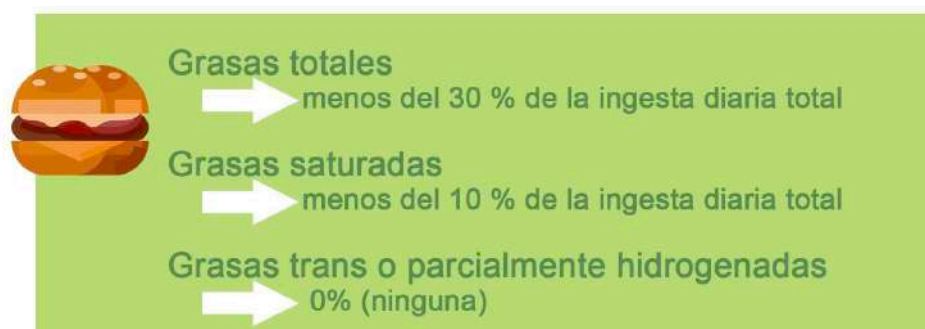 Grasas totales
menos del 30 % de la ingesta diaria total
Grasas saturadas
menos del 10 % de la ingesta diaria total
Grasas trans o parcialmente hidrogenadas
0% (ninguna)